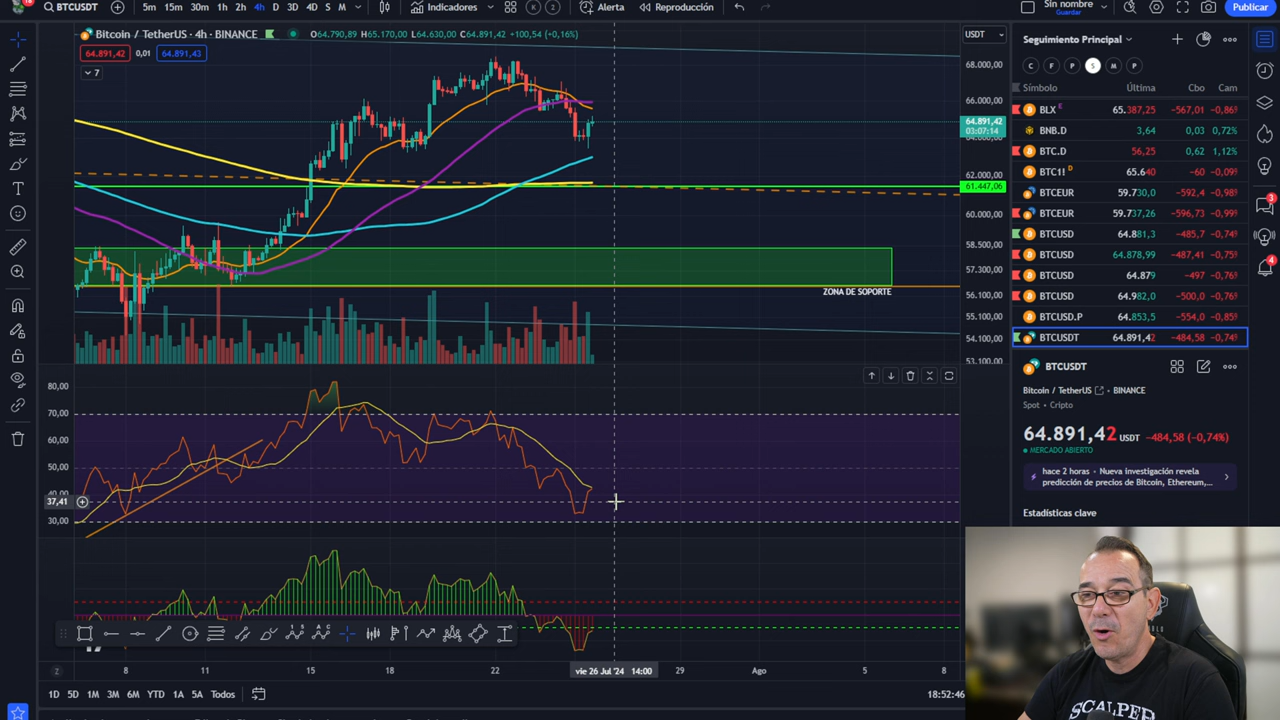 BTCUSDT
5m 15m 30m 1h 2h 4h D 3D 4D S M
Indicadores
Alerta
Reproducción
Sin nombre
Guardar
Publicar
Bitcoin / TetherUS · 4h · BINANCE
O64.790,89 H65.170,00 L64.630,00 C64.891,42 +100,54 (+0,16%)
64.891,42 0,01 64.891,43
7
USDT
68.000,00
66.000,00
64.891,42
03:07:14
62.000,00
61.447,06
60.000,00
58.500,00
57.300,00
56.100,00
55.100,00
54.100,00
53.100,00
ZONA DE SOPORTE
80,00
70,00
60,00
50,00
37,41
30,00
8 11 15 18 22 vie 26 Jul '24 14:00 29 Ago 5 8
1D 5D 1M 3M 6M YTD 1A 5A Todos
18:52:46
Seguimiento Principal
C F P S M P
Símbolo Última Cbo Cam
BLX E 65.387,25 −567,01 −0,86%
BNB.D 3,64 0,03 0,72%
BTC.D 56,25 0,62 1,12%
BTC1! D 65.640 −60 −0,09%
BTCEUR 59.730,0 −592,4 −0,98%
BTCEUR 59.737,26 −596,73 −0,99%
BTCUSD 64.881,3 −485,7 −0,74%
BTCUSD 64.878,99 −487,41 −0,75%
BTCUSD 64.879 −497 −0,76%
BTCUSD 64.982,0 −500,0 −0,76%
BTCUSD.P 64.853,5 −554,0 −0,85%
BTCUSDT 64.891,42 −484,58 −0,74%
BTCUSDT
Bitcoin / TetherUS · BINANCE
Spot · Cripto
64.891,42 USDT −484,58 (−0,74%)
MERCADO ABIERTO
hace 2 horas · Nueva investigación revela
predicción de precios de Bitcoin, Ethereum,...
Estadísticas clave
3
4
SCALPER